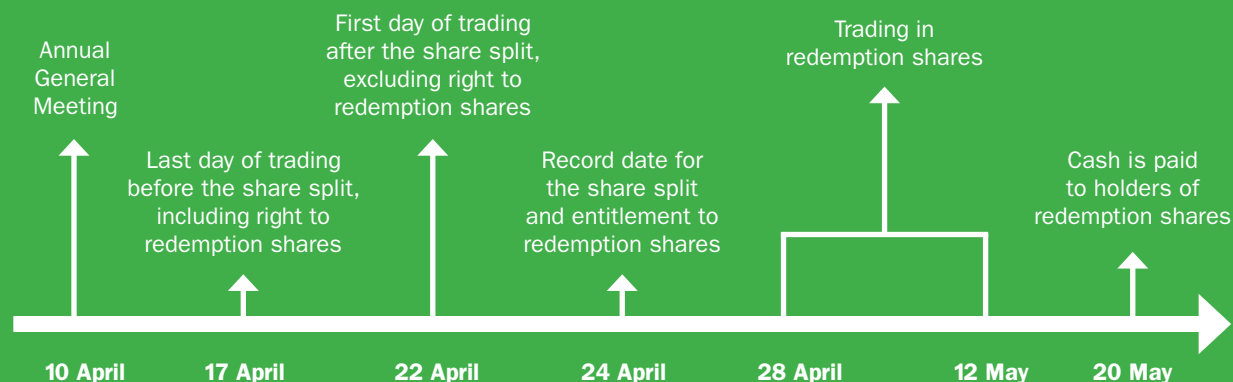 Annual
General
Meeting
Last day of trading
before the share split,
including right to
redemption shares
First day of trading
after the share split,
excluding right to
redemption shares
Record date for
the share split
and entitlement to
redemption shares
Trading in
redemption shares
Cash is paid
to holders of
redemption shares
10 April
17 April
22 April
24 April
28 April
12 May
20 May